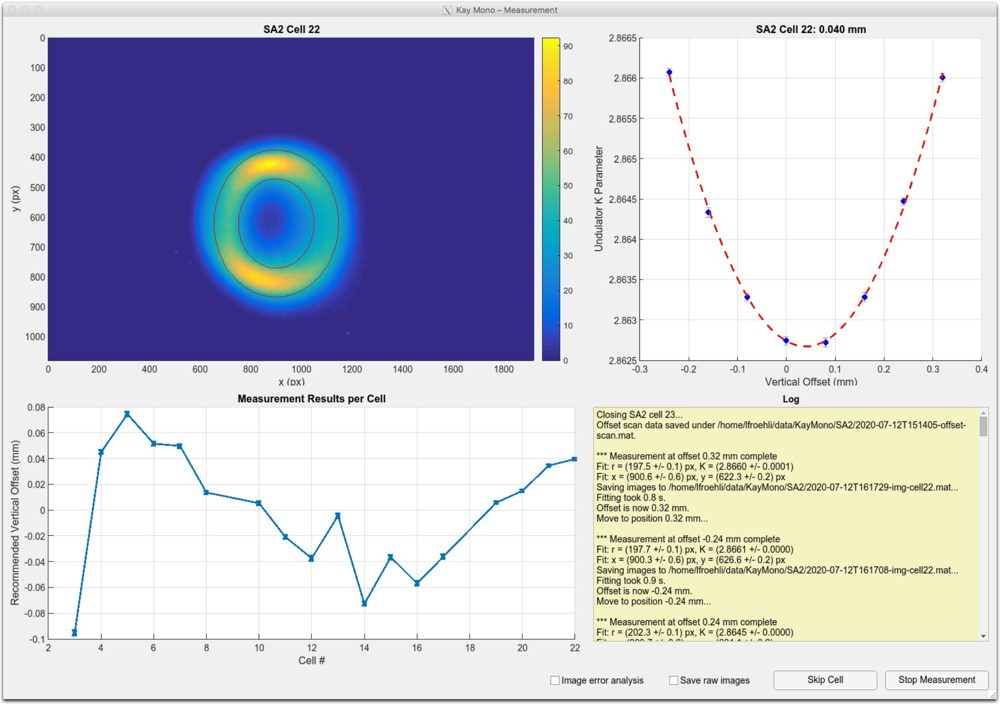 Kay Mono – Measurement
SA2 Cell 22
0
100
200
300
400
500
600
700
800
900
1000
y (px)
0
200
400
600
800
1000
1200
1400
1600
1800
x (px)
90
80
70
60
50
40
30
20
10
0
SA2 Cell 22: 0.040 mm
2.8665
2.866
2.8655
2.865
2.8645
2.864
2.8635
2.863
2.8625
Undulator K Parameter
-0.3
-0.2
-0.1
0
0.1
0.2
0.3
0.4
Vertical Offset (mm)
Measurement Results per Cell
0.08
0.06
0.04
0.02
0
-0.02
-0.04
-0.06
-0.08
-0.1
Recommended Vertical Offset (mm)
2
4
6
8
10
12
14
16
18
20
22
Cell #
Log
Closing SA2 cell 23...
Offset scan data saved under /home/lfroehli/data/KayMono/SA2/2020-07-12T151405-offset-
scan.mat.
*** Measurement at offset 0.32 mm complete
Fit: r = (197.5 +/- 0.1) px, K = (2.8660 +/- 0.0001)
Fit: x = (900.6 +/- 0.6) px, y = (622.3 +/- 0.2) px
Saving images to /home/lfroehli/data/KayMono/SA2/2020-07-12T161729-img-cell22.mat...
Fitting took 0.8 s.
Offset is now 0.32 mm.
Move to position 0.32 mm...
*** Measurement at offset -0.24 mm complete
Fit: r = (197.7 +/- 0.1) px, K = (2.8661 +/- 0.0000)
Fit: x = (900.3 +/- 0.6) px, y = (626.6 +/- 0.2) px
Saving images to /home/lfroehli/data/KayMono/SA2/2020-07-12T161708-img-cell22.mat...
Fitting took 0.9 s.
Offset is now -0.24 mm.
Move to position -0.24 mm...
*** Measurement at offset 0.24 mm complete
Fit: r = (202.3 +/- 0.1) px, K = (2.8645 +/- 0.0000)
Image error analysis
Save raw images
Skip Cell
Stop Measurement